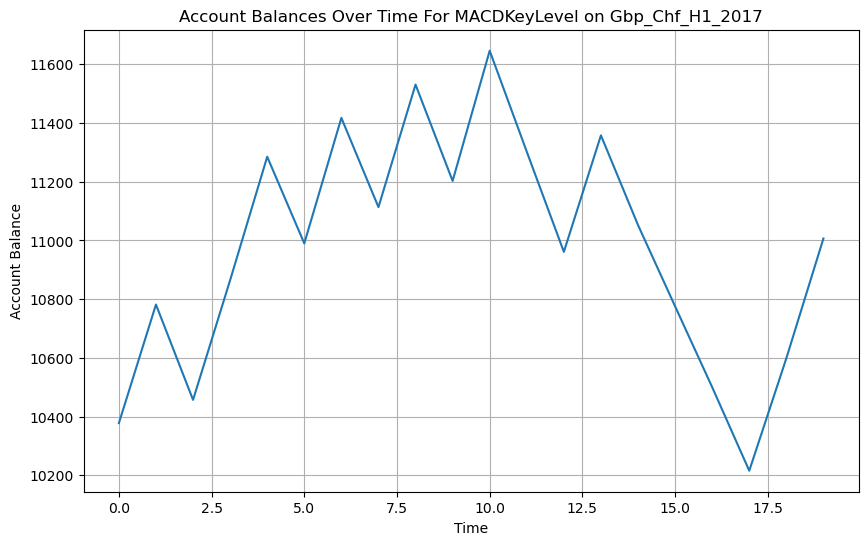 Account Balances Over Time For MACDKeyLevel on Gbp_Chf_H1_2017
11600
11400
11200
11000
10800
10600
10400
10200
Account Balance
0.0 2.5 5.0 7.5 10.0 12.5 15.0 17.5
Time